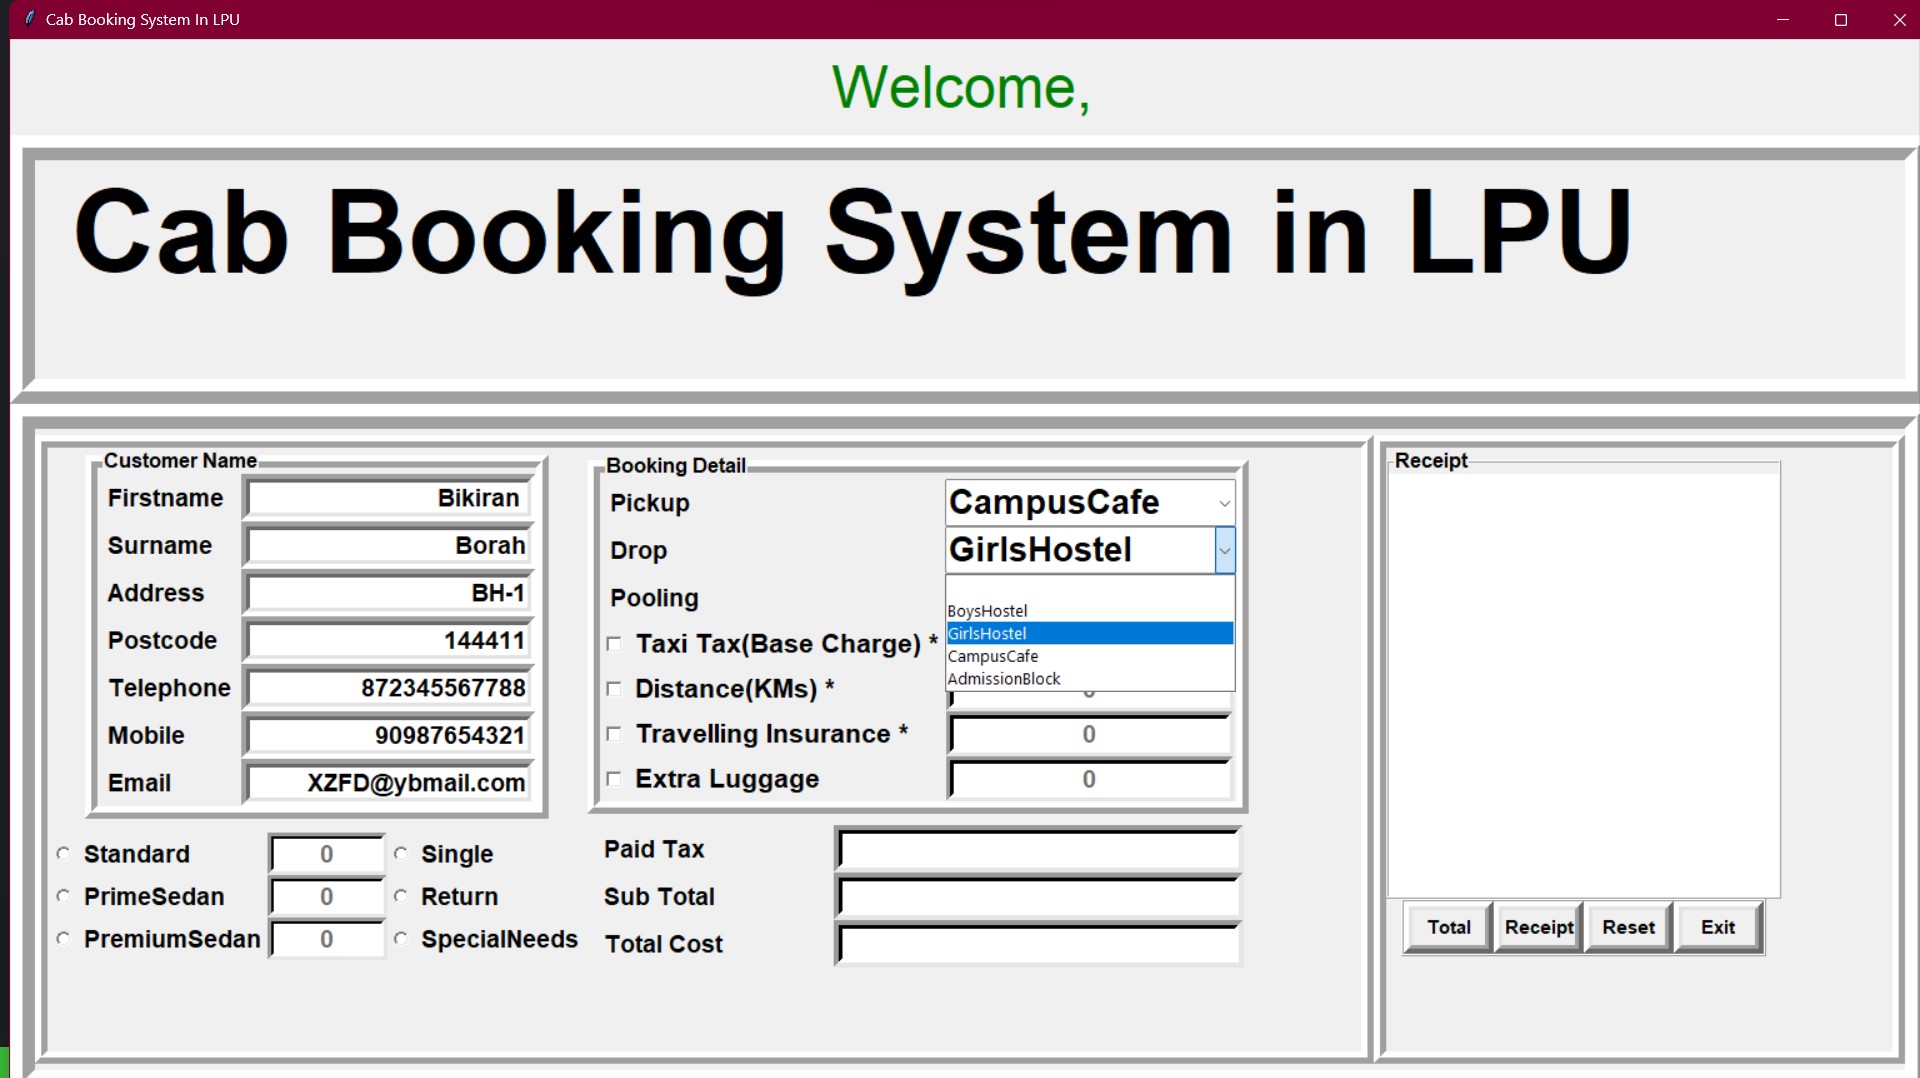 Cab Booking System In LPU
Welcome,
Cab Booking System in LPU
Customer Name
Firstname Bikiran
Surname Borah
Address BH-1
Postcode 144411
Telephone 872345567788
Mobile 90987654321
Email XZFD@ybmail.com
Booking Detail
Pickup CampusCafe
Drop GirlsHostel
BoysHostel
GirlsHostel
CampusCafe
AdmissionBlock
Pooling
Taxi Tax(Base Charge) *
Distance(KMs) *
Travelling Insurance * 0
Extra Luggage 0
Receipt
Standard 0 Single
PrimeSedan 0 Return
PremiumSedan 0 SpecialNeeds
Paid Tax
Sub Total
Total Cost
Total Receipt Reset Exit